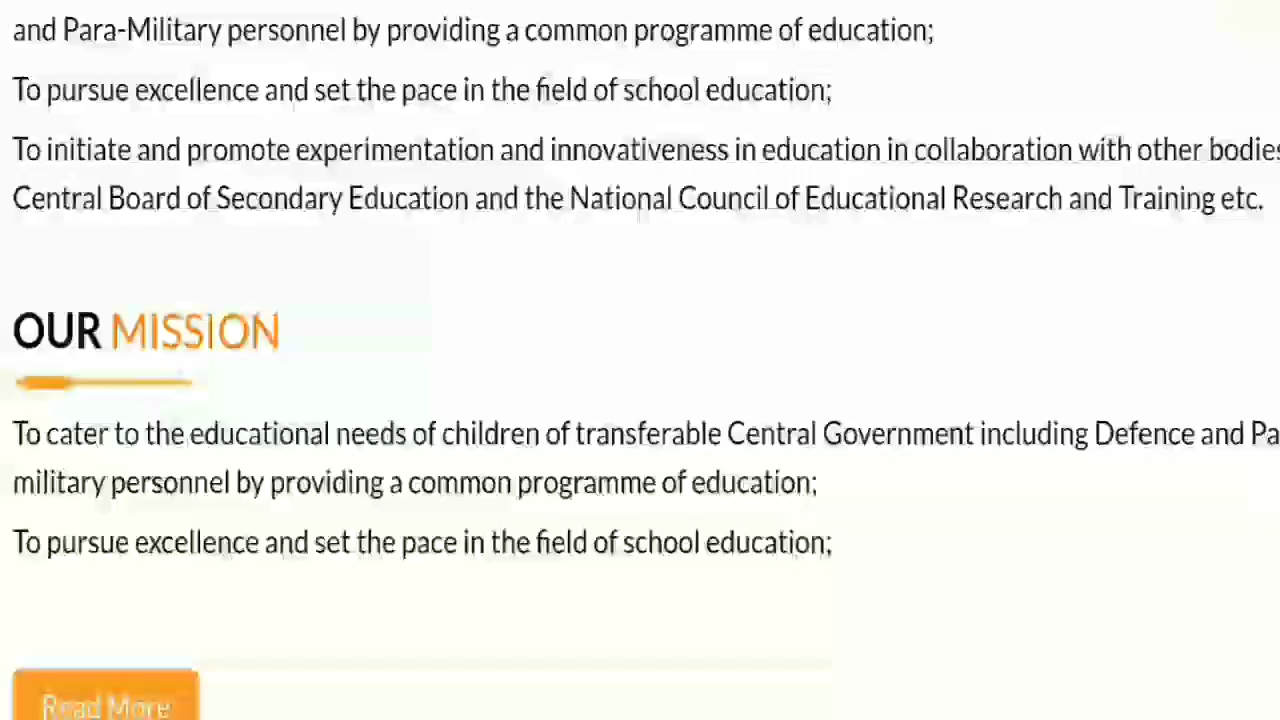 and Para-Military personnel by providing a common programme of education;
To pursue excellence and set the pace in the field of school education;
To initiate and promote experimentation and innovativeness in education in collaboration with other bodies
Central Board of Secondary Education and the National Council of Educational Research and Training etc.
OUR MISSION
To cater to the educational needs of children of transferable Central Government including Defence and Pa
military personnel by providing a common programme of education;
To pursue excellence and set the pace in the field of school education;
Read More